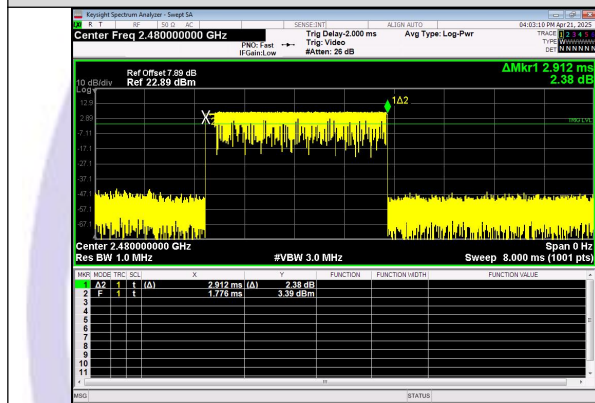 Keysight Spectrum Analyzer - Swept SA
R T RF 50 Ω AC SENSE:INT ALIGN AUTO 04:03:10 PM Apr 21, 2025
Center Freq 2.480000000 GHz Trig Delay-2.000 ms Avg Type: Log-Pwr TRACE 1 2 3 4 5 6
PNO: Fast Trig: Video TYPE
IFGain:Low #Atten: 26 dB DET N N N N N N
ΔMkr1 2.912 ms
Ref Offset 7.89 dB 2.38 dB
10 dB/div Ref 22.89 dBm
Log
12.9
2.89
-7.11
-17.1
-27.1
-37.1
-47.1
-57.1
-67.1
X2
1Δ2
TRIG LVL
Center 2.480000000 GHz Span 0 Hz
Res BW 1.0 MHz #VBW 3.0 MHz Sweep 8.000 ms (1001 pts)
MKR MODE TRC SCL X Y FUNCTION FUNCTION WIDTH FUNCTION VALUE
1 Δ2 1 t (Δ) 2.912 ms (Δ) 2.38 dB
2 F 1 t 1.776 ms 3.39 dBm
3
4
5
6
7
8
9
10
11
MSG STATUS